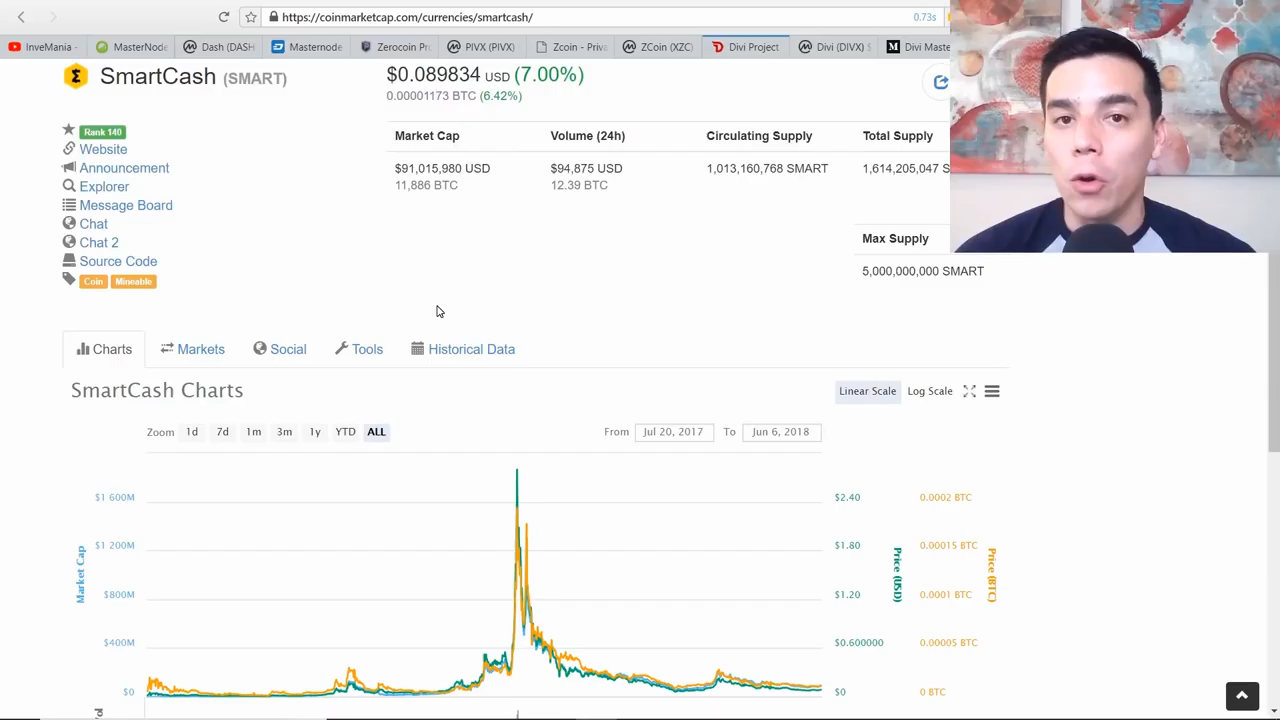 https://coinmarketcap.com/currencies/smartcash/
0.73s
InveMania -
MasterNode
Dash (DASH
Masternode
Zerocoin Pr
PIVX (PIVX)
Zcoin - Priv
ZCoin (XZC)
Divi Project
Divi (DIVX) $
Divi Mast
SmartCash (SMART)
$0.089834 USD (7.00%)
0.00001173 BTC (6.42%)
Rank 140
Website
Announcement
Explorer
Message Board
Chat
Chat 2
Source Code
Coin Mineable
Market Cap
$91,015,980 USD
11,886 BTC
Volume (24h)
$94,875 USD
12.39 BTC
Circulating Supply
1,013,160,768 SMART
Total Supply
1,614,205,047 S
Max Supply
5,000,000,000 SMART
Charts
Markets
Social
Tools
Historical Data
SmartCash Charts
Linear Scale
Log Scale
Zoom 1d 7d 1m 3m 1y YTD ALL
From Jul 20, 2017 To Jun 6, 2018
Market Cap
$1 600M
$1 200M
$800M
$400M
$0
$2.40
$1.80
$1.20
$0.600000
$0
Price (USD)
0.0002 BTC
0.00015 BTC
0.0001 BTC
0.00005 BTC
0 BTC
Price (BTC)